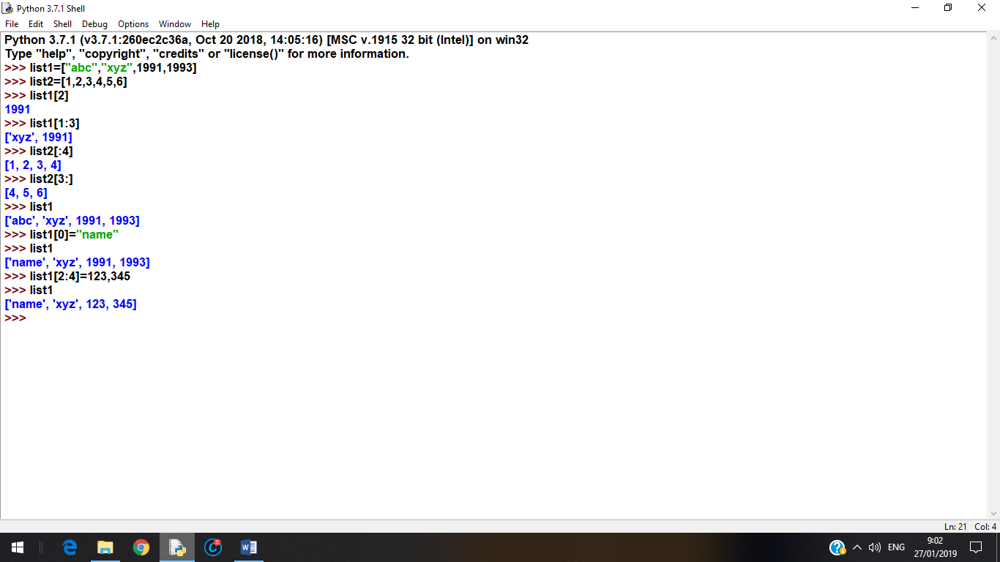 Python 3.7.1 Shell
File Edit Shell Debug Options Window Help
Python 3.7.1 (v3.7.1:260ec2c36a, Oct 20 2018, 14:05:16) [MSC v.1915 32 bit (Intel)] on win32
Type "help", "copyright", "credits" or "license()" for more information.
>>> list1=["abc","xyz",1991,1993]
>>> list2=[1,2,3,4,5,6]
>>> list1[2]
1991
>>> list1[1:3]
['xyz', 1991]
>>> list2[:4]
[1, 2, 3, 4]
>>> list2[3:]
[4, 5, 6]
>>> list1
['abc', 'xyz', 1991, 1993]
>>> list1[0]="name"
>>> list1
['name', 'xyz', 1991, 1993]
>>> list1[2:4]=123,345
>>> list1
['name', 'xyz', 123, 345]
>>>
Ln: 21 Col: 4
ENG
9:02
27/01/2019